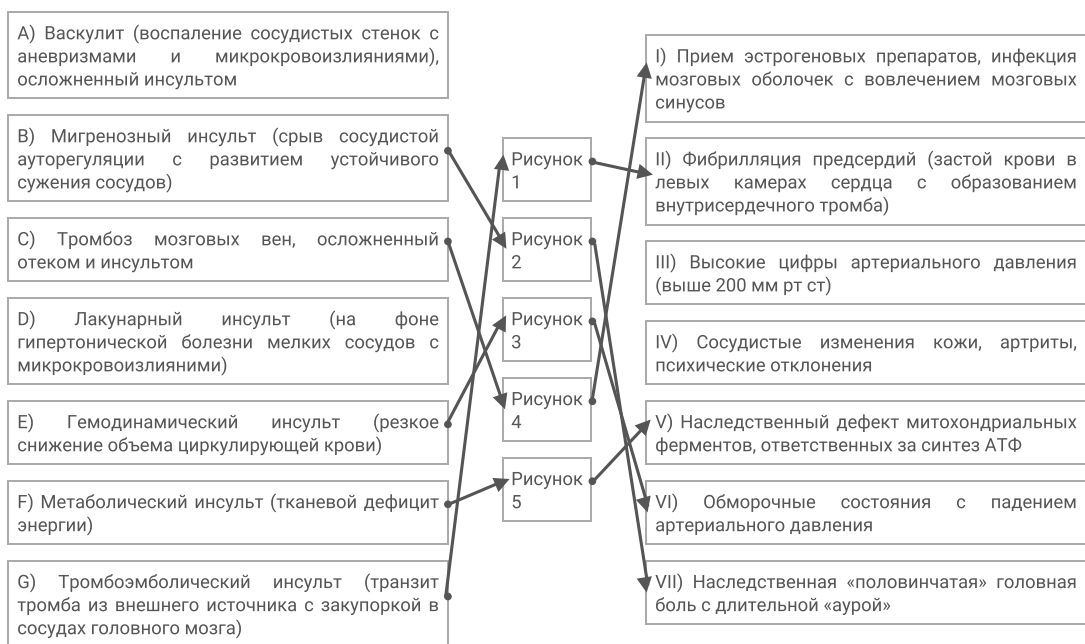 A) Васкулит (воспаление сосудистых стенок с
аневризмами и микрокровоизлияниями),
осложненный инсультом
B) Мигренозный инсульт (срыв сосудистой
ауторегуляции с развитием устойчивого
сужения сосудов)
C) Тромбоз мозговых вен, осложненный
отеком и инсультом
D) Лакунарный инсульт (на фоне
гипертонической болезни мелких сосудов с
микрокровоизлияними)
E) Гемодинамический инсульт (резкое
снижение объема циркулирующей крови)
F) Метаболический инсульт (тканевой дефицит
энергии)
G) Тромбоэмболический инсульт (транзит
тромба из внешнего источника с закупоркой в
сосудах головного мозга)
Рисунок
1
Рисунок
2
Рисунок
3
Рисунок
4
Рисунок
5
I) Прием эстрогеновых препаратов, инфекция
мозговых оболочек с вовлечением мозговых
синусов
II) Фибрилляция предсердий (застой крови в
левых камерах сердца с образованием
внутрисердечного тромба)
III) Высокие цифры артериального давления
(выше 200 мм рт ст)
IV) Сосудистые изменения кожи, артриты,
психические отклонения
V) Наследственный дефект митохондриальных
ферментов, ответственных за синтез АТФ
VI) Обморочные состояния с падением
артериального давления
VII) Наследственная «половинчатая» головная
боль с длительной «аурой»